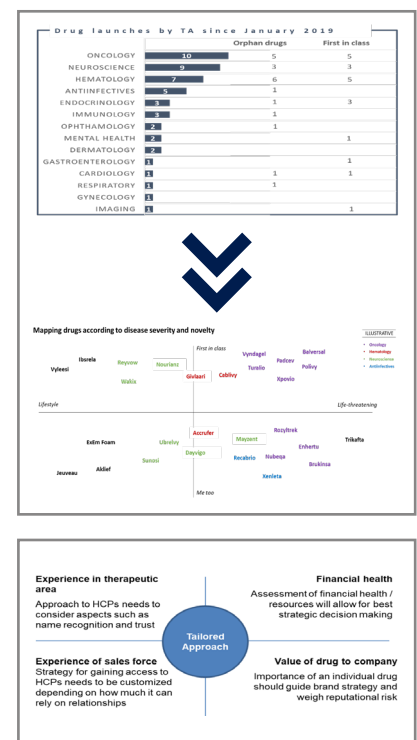 Drug launches by TA since January 2019
Orphan drugs First in class
ONCOLOGY 10 5 5
NEUROSCIENCE 9 3 3
HEMATOLOGY 7 6 5
ANTIINFECTIVES 5 1
ENDOCRINOLOGY 3 1 3
IMMUNOLOGY 3 1
OPHTHAMOLOGY 2 1
MENTAL HEALTH 2 1
DERMATOLOGY 2
GASTROENTEROLOGY 1 1
CARDIOLOGY 1 1 1
RESPIRATORY 1 1
GYNECOLOGY 1
IMAGING 1 1
Mapping drugs according to disease severity and novelty
ILLUSTRATIVE
Oncology
Hematology
Neuroscience
Antiinfectives
First in class
Vyleesi
Ibsrela
Reyvow
Wakix
Nourianz
Givlaari
Cablivy
Vyndagel
Turalio
Padcev
Xpovio
Balversal
Polivy
Lifestyle
Life-threatening
ExEm Foam
Jeuveau
Aklief
Sunosi
Ubrelvy
Accrufer
Dayvigo
Mayzent
Recabrio
Rozyltrek
Nubeqa
Xenleta
Enhertu
Brukinsa
Trikafta
Me too
Experience in therapeutic
area
Approach to HCPs needs to
consider aspects such as
name recognition and trust
Financial health
Assessment of financial health /
resources will allow for best
strategic decision making
Tailored
Approach
Experience of sales force
Strategy for gaining access to
HCPs needs to be customized
depending on how much it can
rely on relationships
Value of drug to company
Importance of an individual drug
should guide brand strategy and
weigh reputational risk